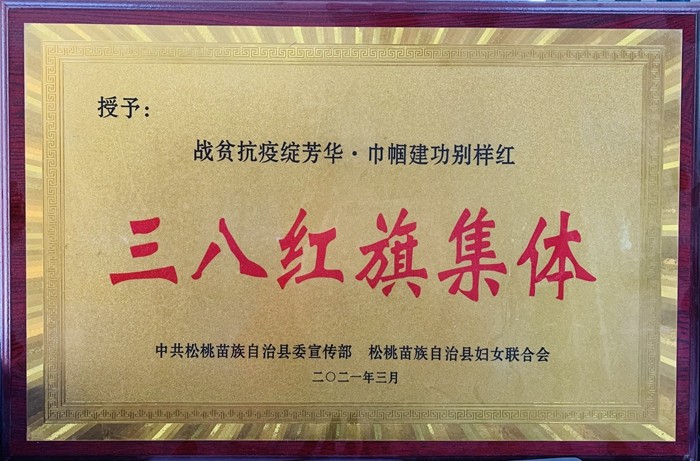 授予：
战贫抗疫绽芳华·巾帼建功别样红
三八红旗集体
中共松桃苗族自治县委宣传部 松桃苗族自治县妇女联合会
二〇二一年三月